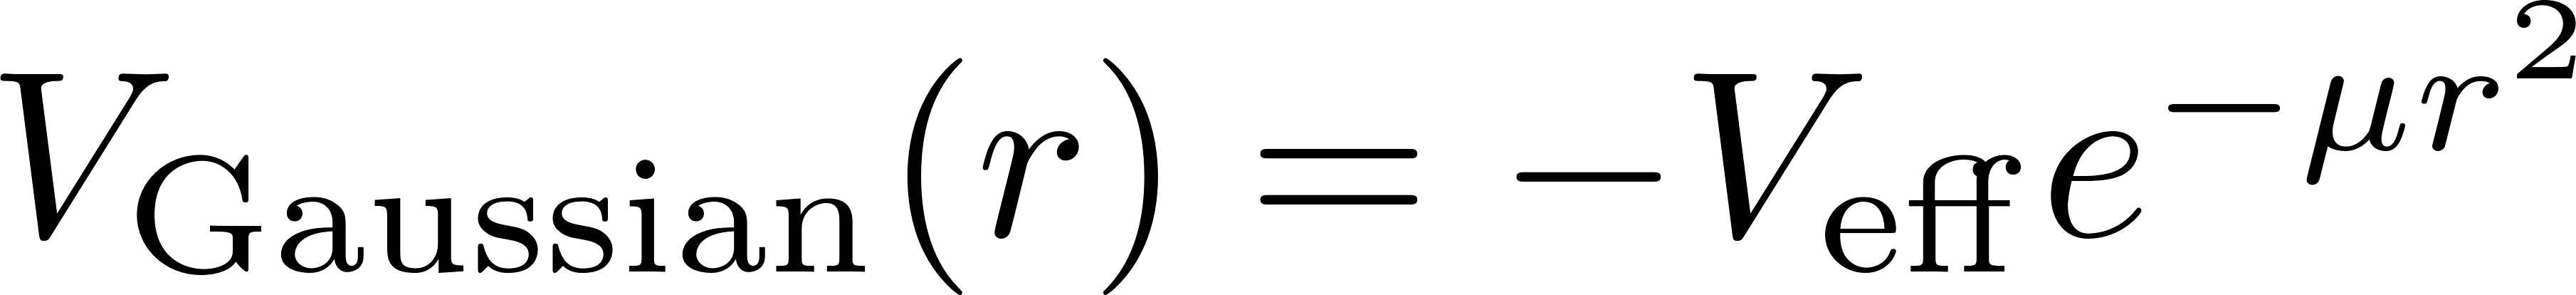 V_Gaussian (r) = −V_eff e^{−μr^2}